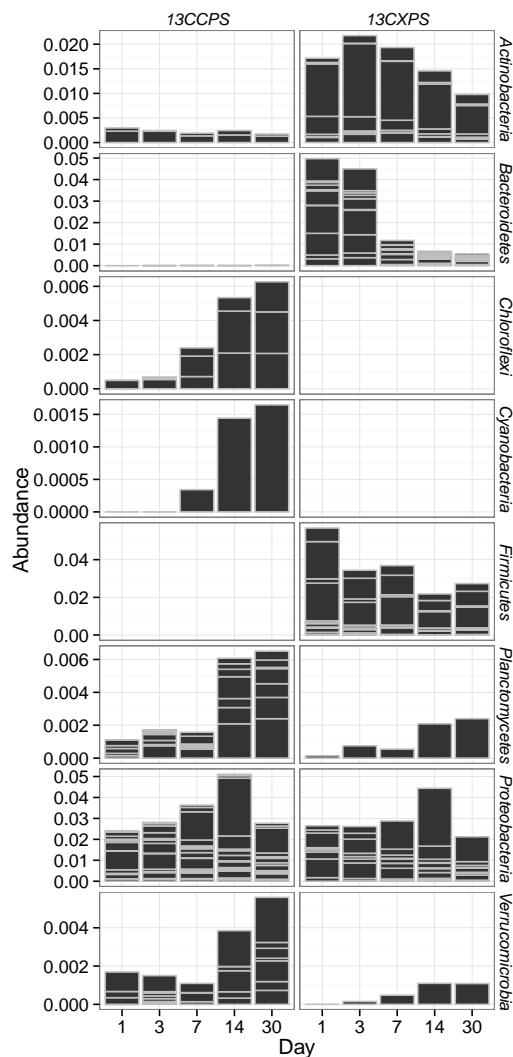 13CCPS 13CXPS
0.020
0.015
0.010
0.005
0.000
Actinobacteria
0.05
0.04
0.03
0.02
0.01
0.00
Bacteroidetes
0.006
0.004
0.002
0.000
Chloroflexi
0.0015
0.0010
0.0005
0.0000
Cyanobacteria
Abundance
0.04
0.02
0.00
Firmicutes
0.006
0.004
0.002
0.000
Planctomycetes
0.05
0.04
0.03
0.02
0.01
0.00
Proteobacteria
0.004
0.002
0.000
Verrucomicrobia
1 3 7 14 30 1 3 7 14 30
Day